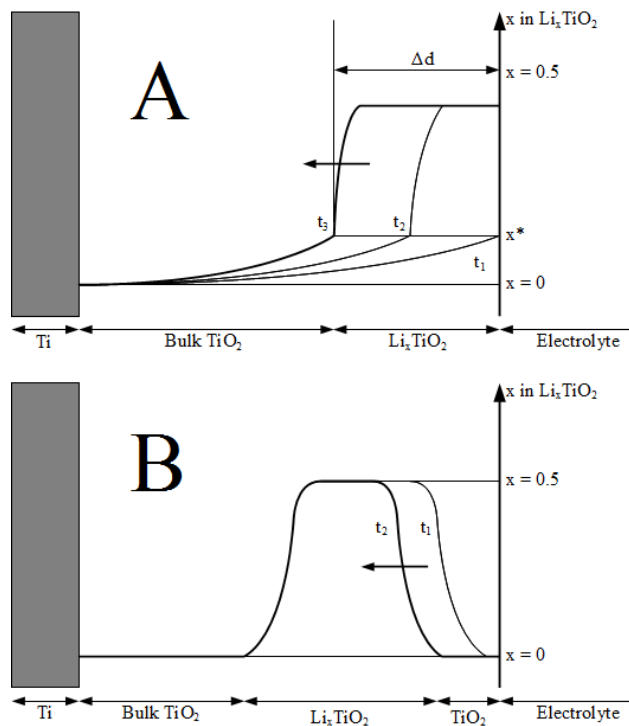 x in LiₓTiO₂
Δd
x = 0.5
A
t₃
t₂
x*
t₁
x = 0
Ti
Bulk TiO₂
LiₓTiO₂
Electrolyte
x in LiₓTiO₂
B
x = 0.5
t₂
t₁
x = 0
Ti
Bulk TiO₂
LiₓTiO₂
TiO₂
Electrolyte